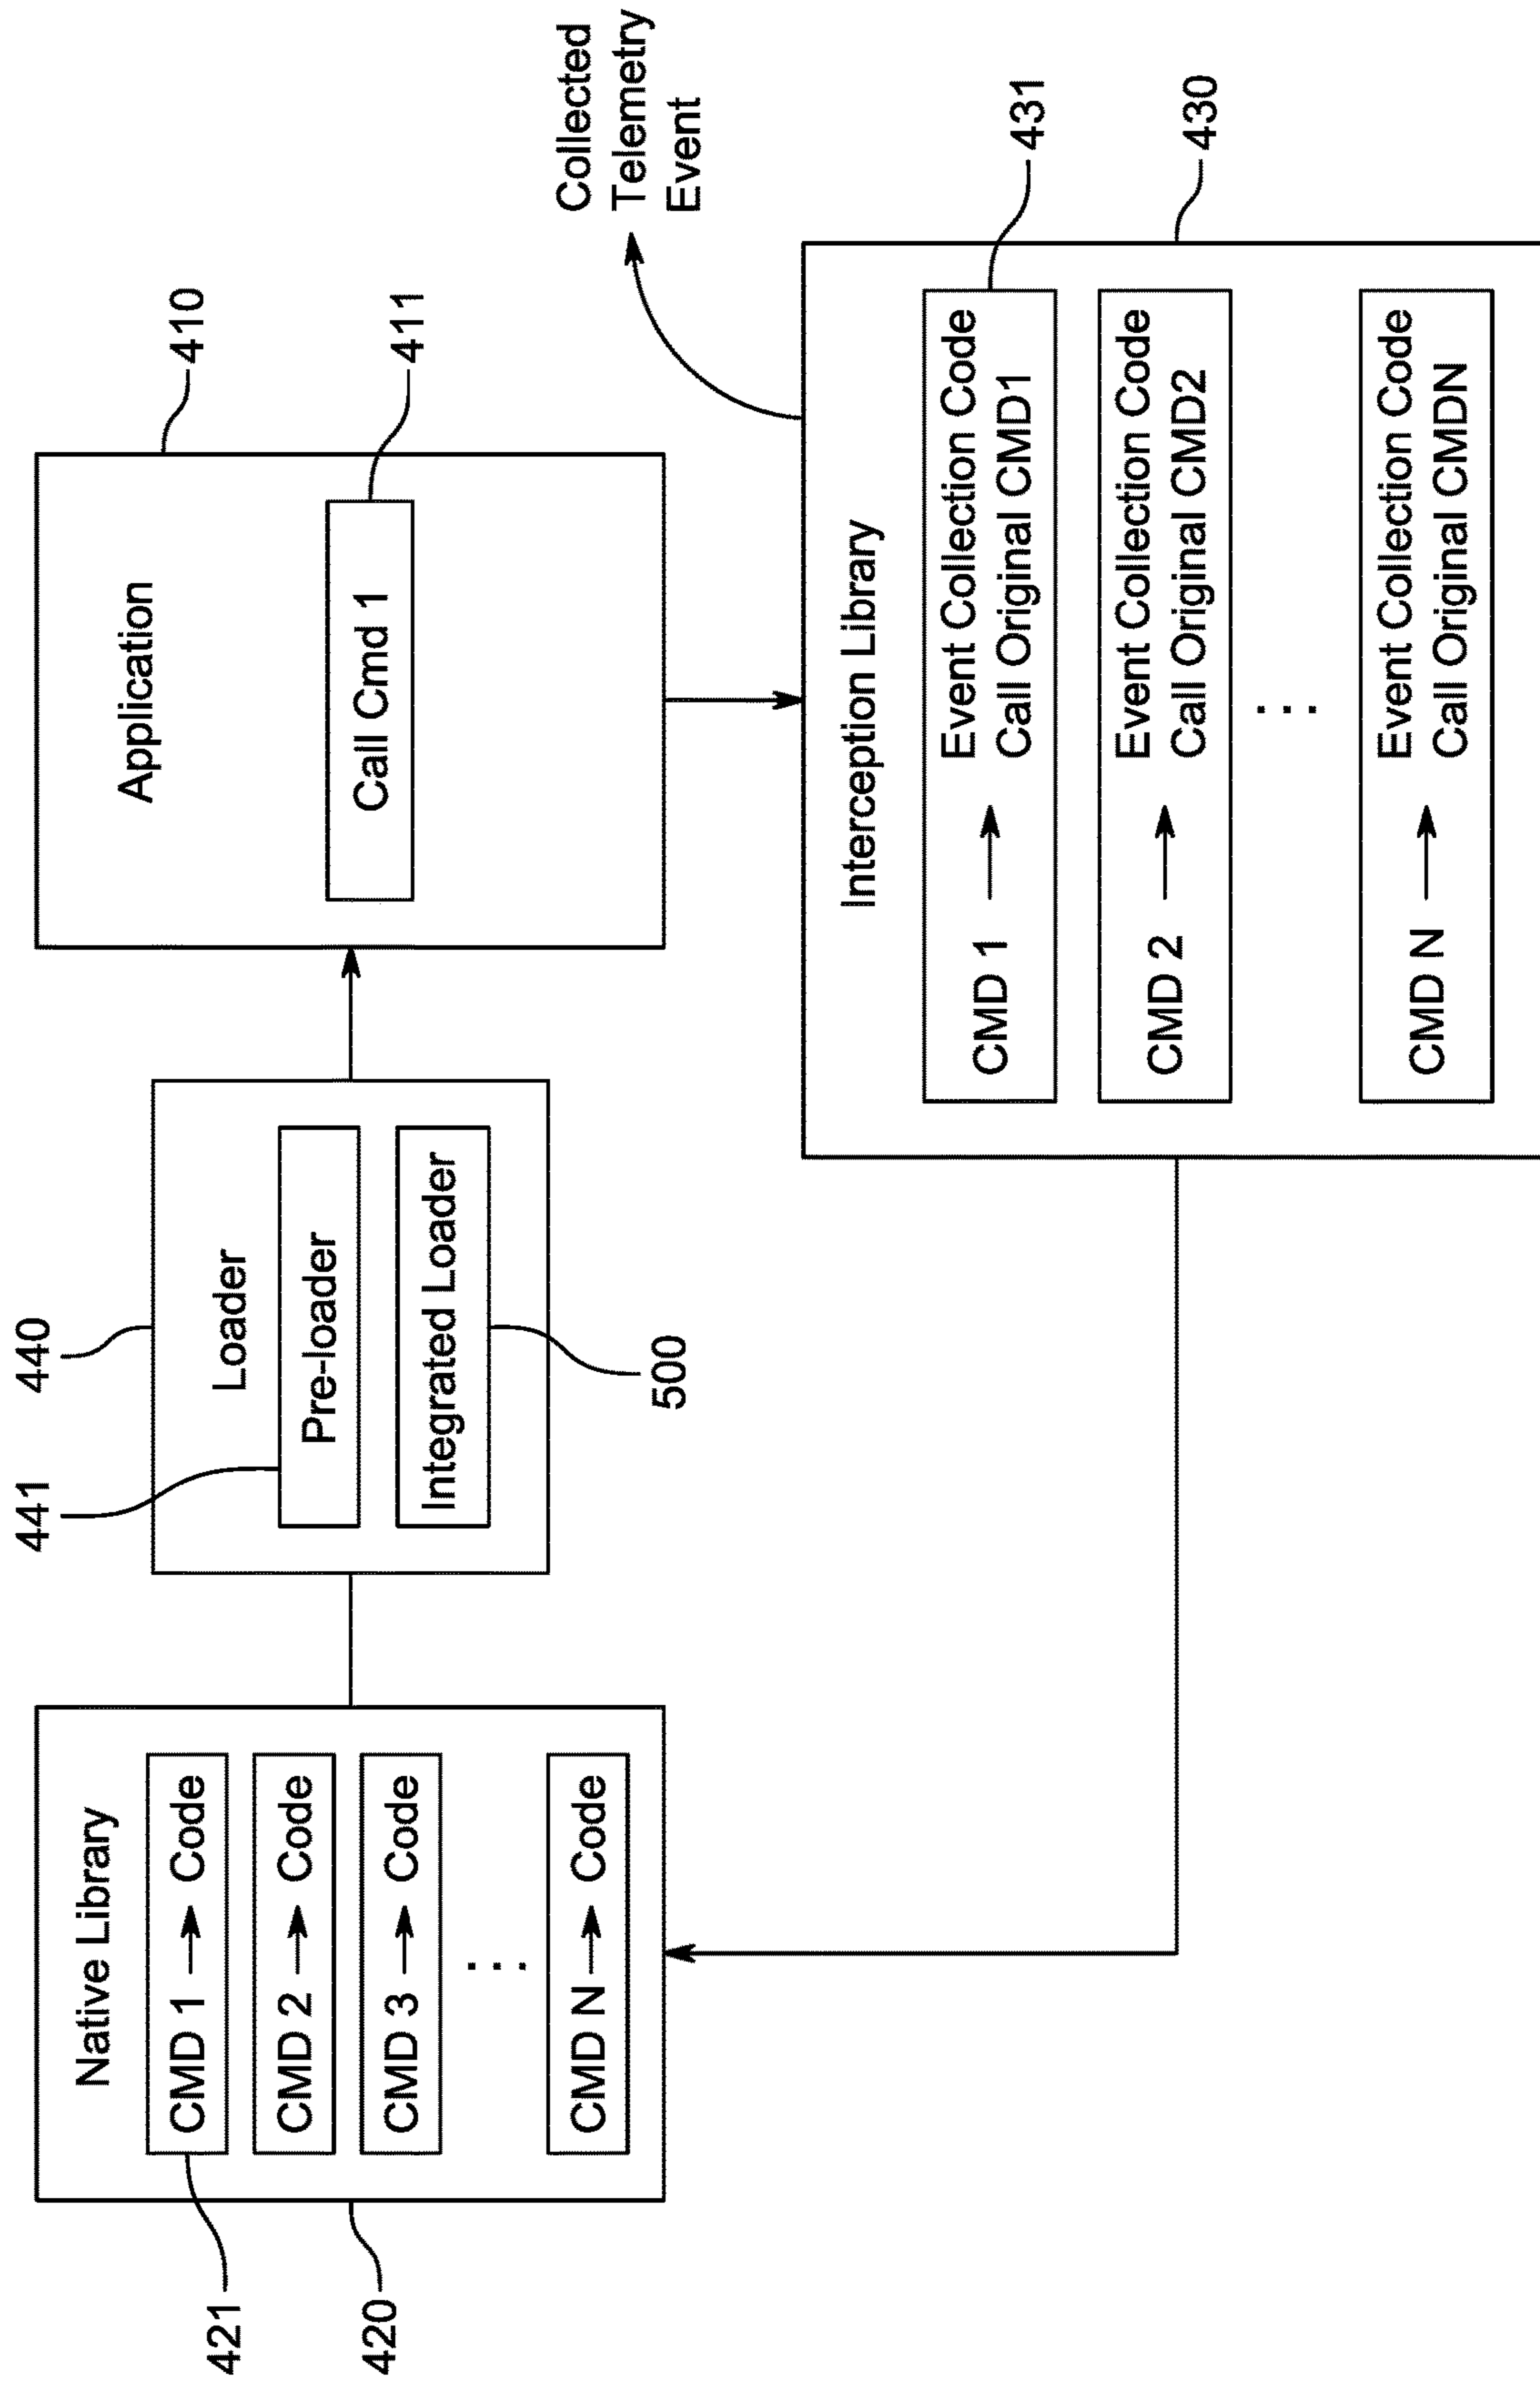 421
420
Native Library
CMD 1 → Code
CMD 2 → Code
CMD 3 → Code
...
CMD N → Code
441
440
Loader
Pre-loader
Integrated Loader
500
Application
Call Cmd 1
410
411
Collected
Telemetry
Event
Interception Library
CMD 1 → Event Collection Code
Call Original CMD1
CMD 2 → Event Collection Code
Call Original CMD2
...
CMD N → Event Collection Code
Call Original CMDN
431
430